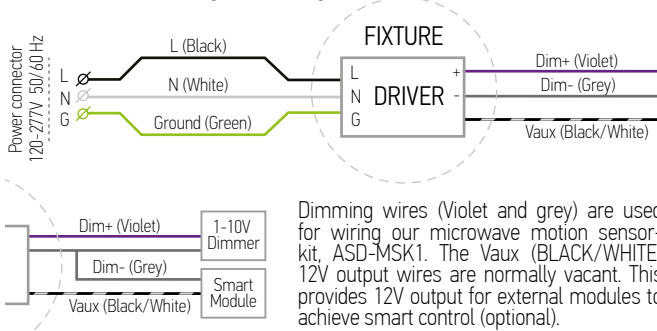 Power connector
120-277V 50/60 Hz
L
N
G
L (Black)
N (White)
Ground (Green)
FIXTURE
L
N
G
DRIVER
+
-
Dim+ (Violet)
Dim- (Grey)
Vaux (Black/White)
Dim+ (Violet)
Dim- (Grey)
Vaux (Black/White)
1-10V
Dimmer
Smart
Module
Dimming wires (Violet and grey) are used
for wiring our microwave motion sensor-
kit, ASD-MSK1. The Vaux (BLACK/WHITE
12V output wires are normally vacant. This
provides 12V output for external modules to
achieve smart control (optional).